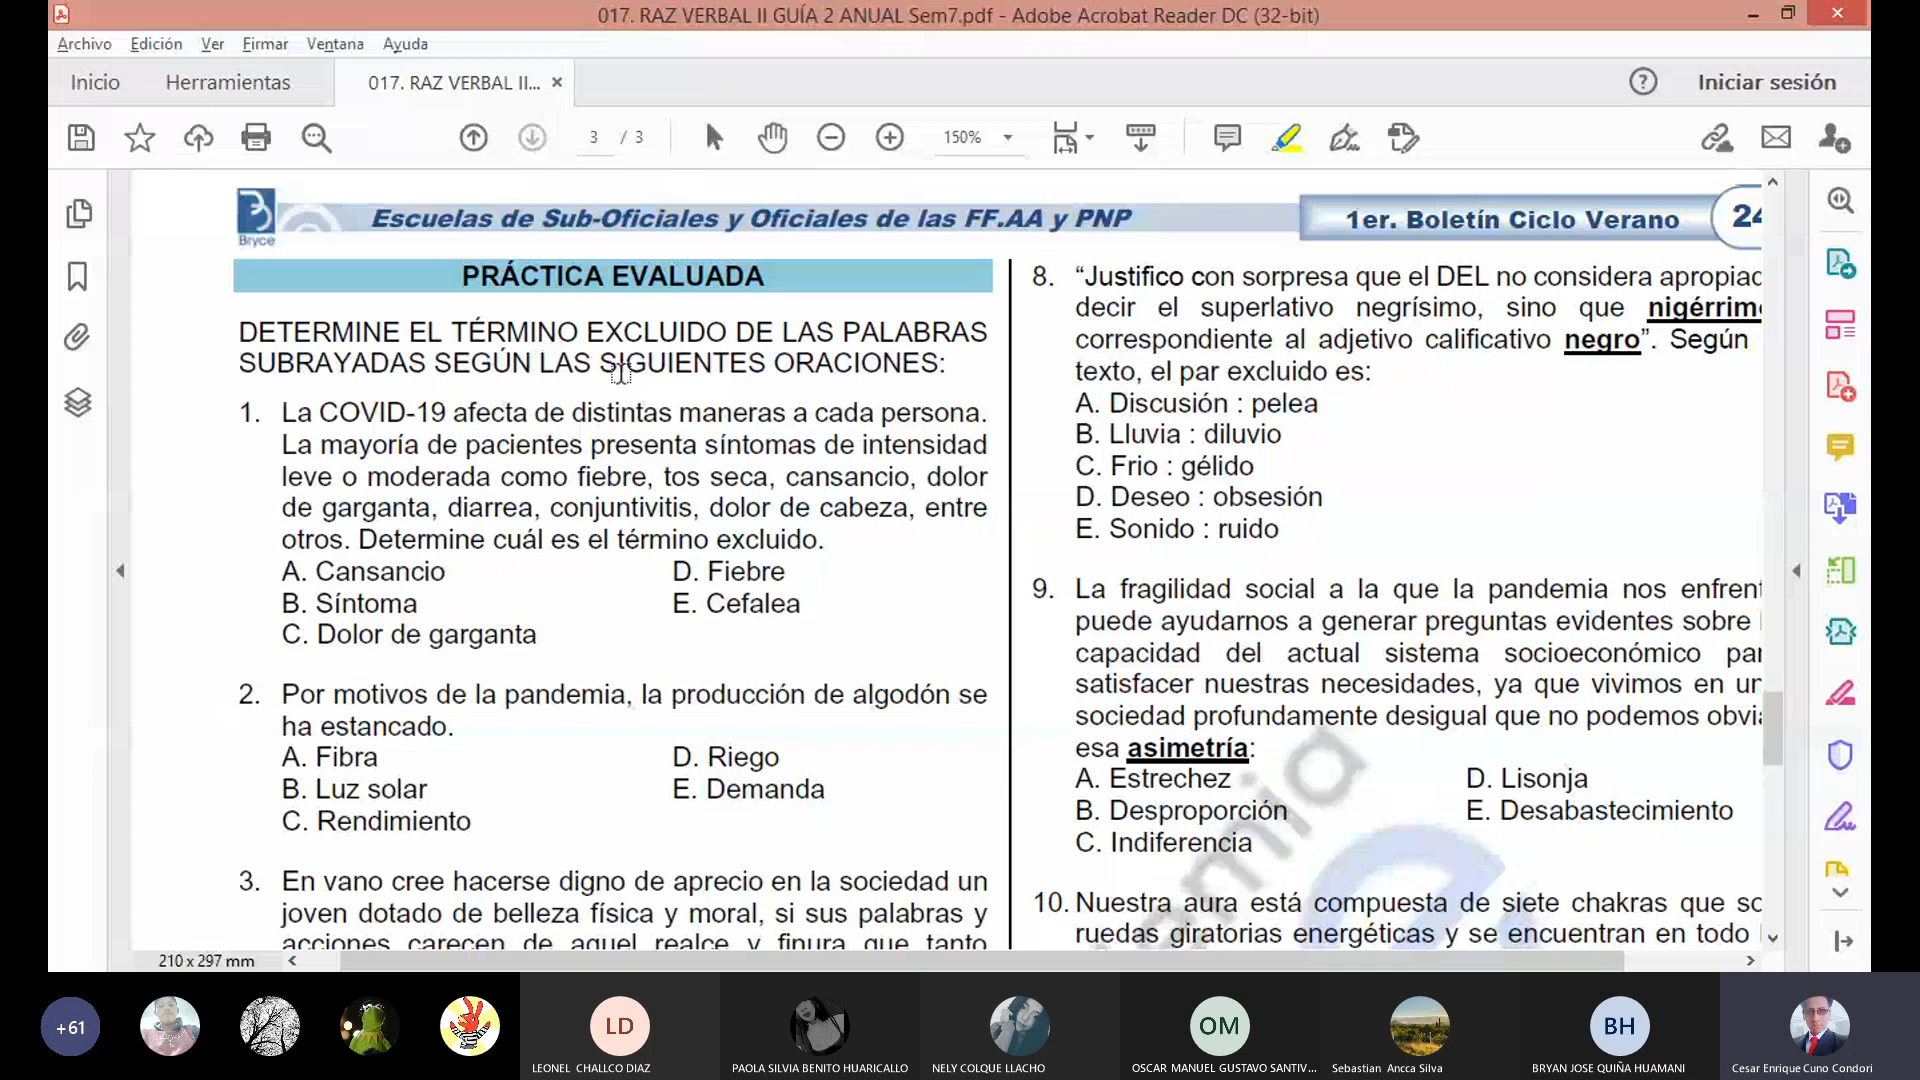 017. RAZ VERBAL II GUÍA 2 ANUAL Sem7.pdf - Adobe Acrobat Reader DC (32-bit)
Archivo Edición Ver Firmar Ventana Ayuda
Inicio Herramientas 017. RAZ VERBAL II... × Iniciar sesión
3 / 3 150%
Bryce
Escuelas de Sub-Oficiales y Oficiales de las FF.AA y PNP
1er. Boletín Ciclo Verano
24
PRÁCTICA EVALUADA
DETERMINE EL TÉRMINO EXCLUIDO DE LAS PALABRAS
SUBRAYADAS SEGÚN LAS SIGUIENTES ORACIONES:
1. La COVID-19 afecta de distintas maneras a cada persona.
La mayoría de pacientes presenta síntomas de intensidad
leve o moderada como fiebre, tos seca, cansancio, dolor
de garganta, diarrea, conjuntivitis, dolor de cabeza, entre
otros. Determine cuál es el término excluido.
A. Cansancio D. Fiebre
B. Síntoma E. Cefalea
C. Dolor de garganta
2. Por motivos de la pandemia, la producción de algodón se
ha estancado.
A. Fibra D. Riego
B. Luz solar E. Demanda
C. Rendimiento
3. En vano cree hacerse digno de aprecio en la sociedad un
joven dotado de belleza física y moral, si sus palabras y
acciones carecen de aquel realce y finura que tanto
8. “Justifico con sorpresa que el DEL no considera apropiad
decir el superlativo negrísimo, sino que nigérrim
correspondiente al adjetivo calificativo negro”. Según
texto, el par excluido es:
A. Discusión : pelea
B. Lluvia : diluvio
C. Frio : gélido
D. Deseo : obsesión
E. Sonido : ruido
9. La fragilidad social a la que la pandemia nos enfrent
puede ayudarnos a generar preguntas evidentes sobre
capacidad del actual sistema socioeconómico par
satisfacer nuestras necesidades, ya que vivimos en un
sociedad profundamente desigual que no podemos obvia
esa asimetría:
A. Estrechez D. Lisonja
B. Desproporción E. Desabastecimiento
C. Indiferencia
10. Nuestra aura está compuesta de siete chakras que so
ruedas giratorias energéticas y se encuentran en todo
mia
210 x 297 mm
+61
LD
OM
BH
LEONEL CHALLCO DIAZ
PAOLA SILVIA BENITO HUARICALLO
NELY COLQUE LLACHO
OSCAR MANUEL GUSTAVO SANTIV...
Sebastian Ancca Silva
BRYAN JOSE QUIÑA HUAMANI
Cesar Enrique Cuno Condori